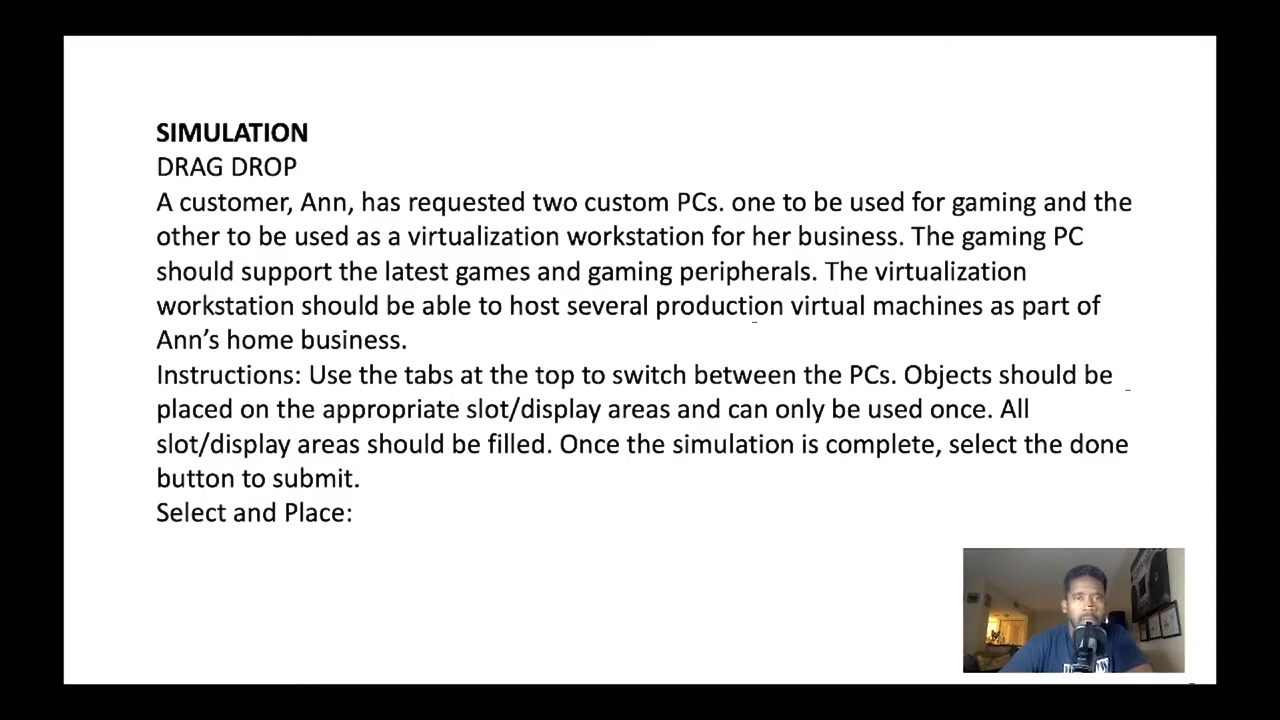 SIMULATION
DRAG DROP
A customer, Ann, has requested two custom PCs. one to be used for gaming and the
other to be used as a virtualization workstation for her business. The gaming PC
should support the latest games and gaming peripherals. The virtualization
workstation should be able to host several production virtual machines as part of
Ann’s home business.
Instructions: Use the tabs at the top to switch between the PCs. Objects should be
placed on the appropriate slot/display areas and can only be used once. All
slot/display areas should be filled. Once the simulation is complete, select the done
button to submit.
Select and Place: